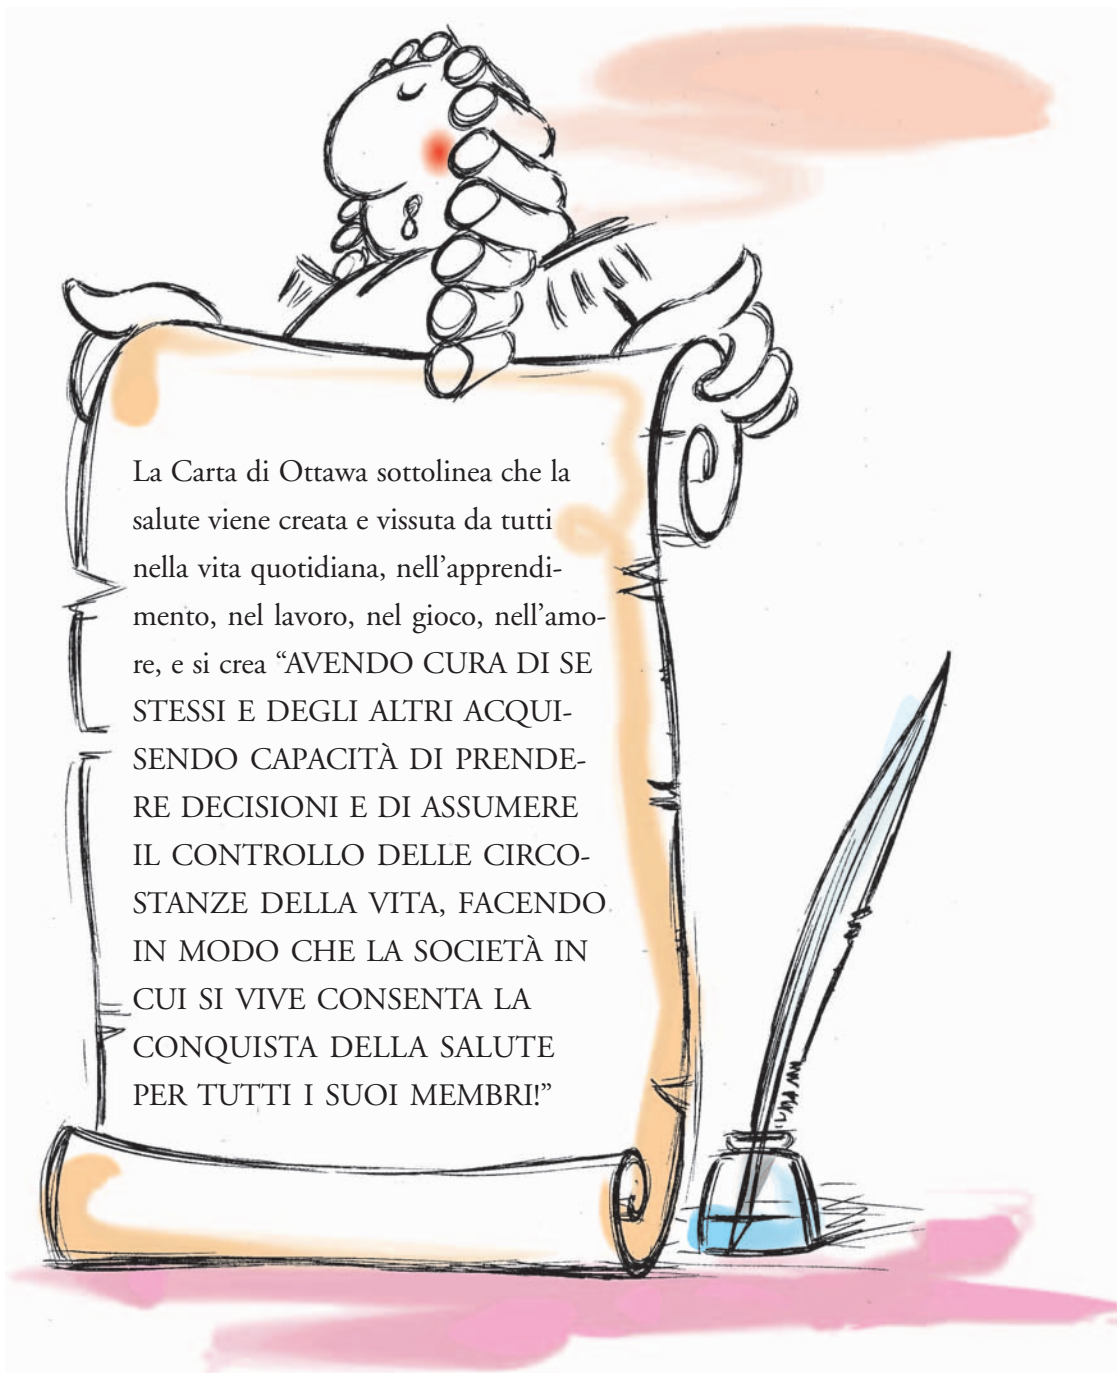 La Carta di Ottawa sottolinea che la
salute viene creata e vissuta da tutti
nella vita quotidiana, nell’apprendi-
mento, nel lavoro, nel gioco, nell’amo-
re, e si crea “AVENDO CURA DI SE
STESSI E DEGLI ALTRI ACQUI-
SENDO CAPACITÀ DI PRENDE-
RE DECISIONI E DI ASSUMERE
IL CONTROLLO DELLE CIRCO-
STANZE DELLA VITA, FACENDO
IN MODO CHE LA SOCIETÀ IN
CUI SI VIVE CONSENTA LA
CONQUISTA DELLA SALUTE
PER TUTTI I SUOI MEMBRI!”